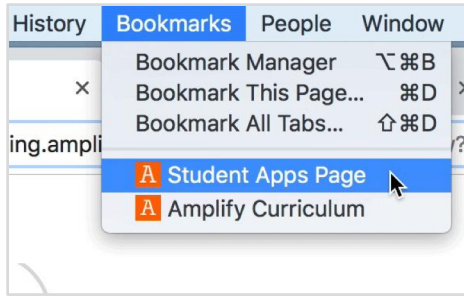 History Bookmarks People Window
Bookmark Manager ⌥⌘B
Bookmark This Page... ⌘D
Bookmark All Tabs... ⇧⌘D
ing.ampli ?
A Student Apps Page
A Amplify Curriculum